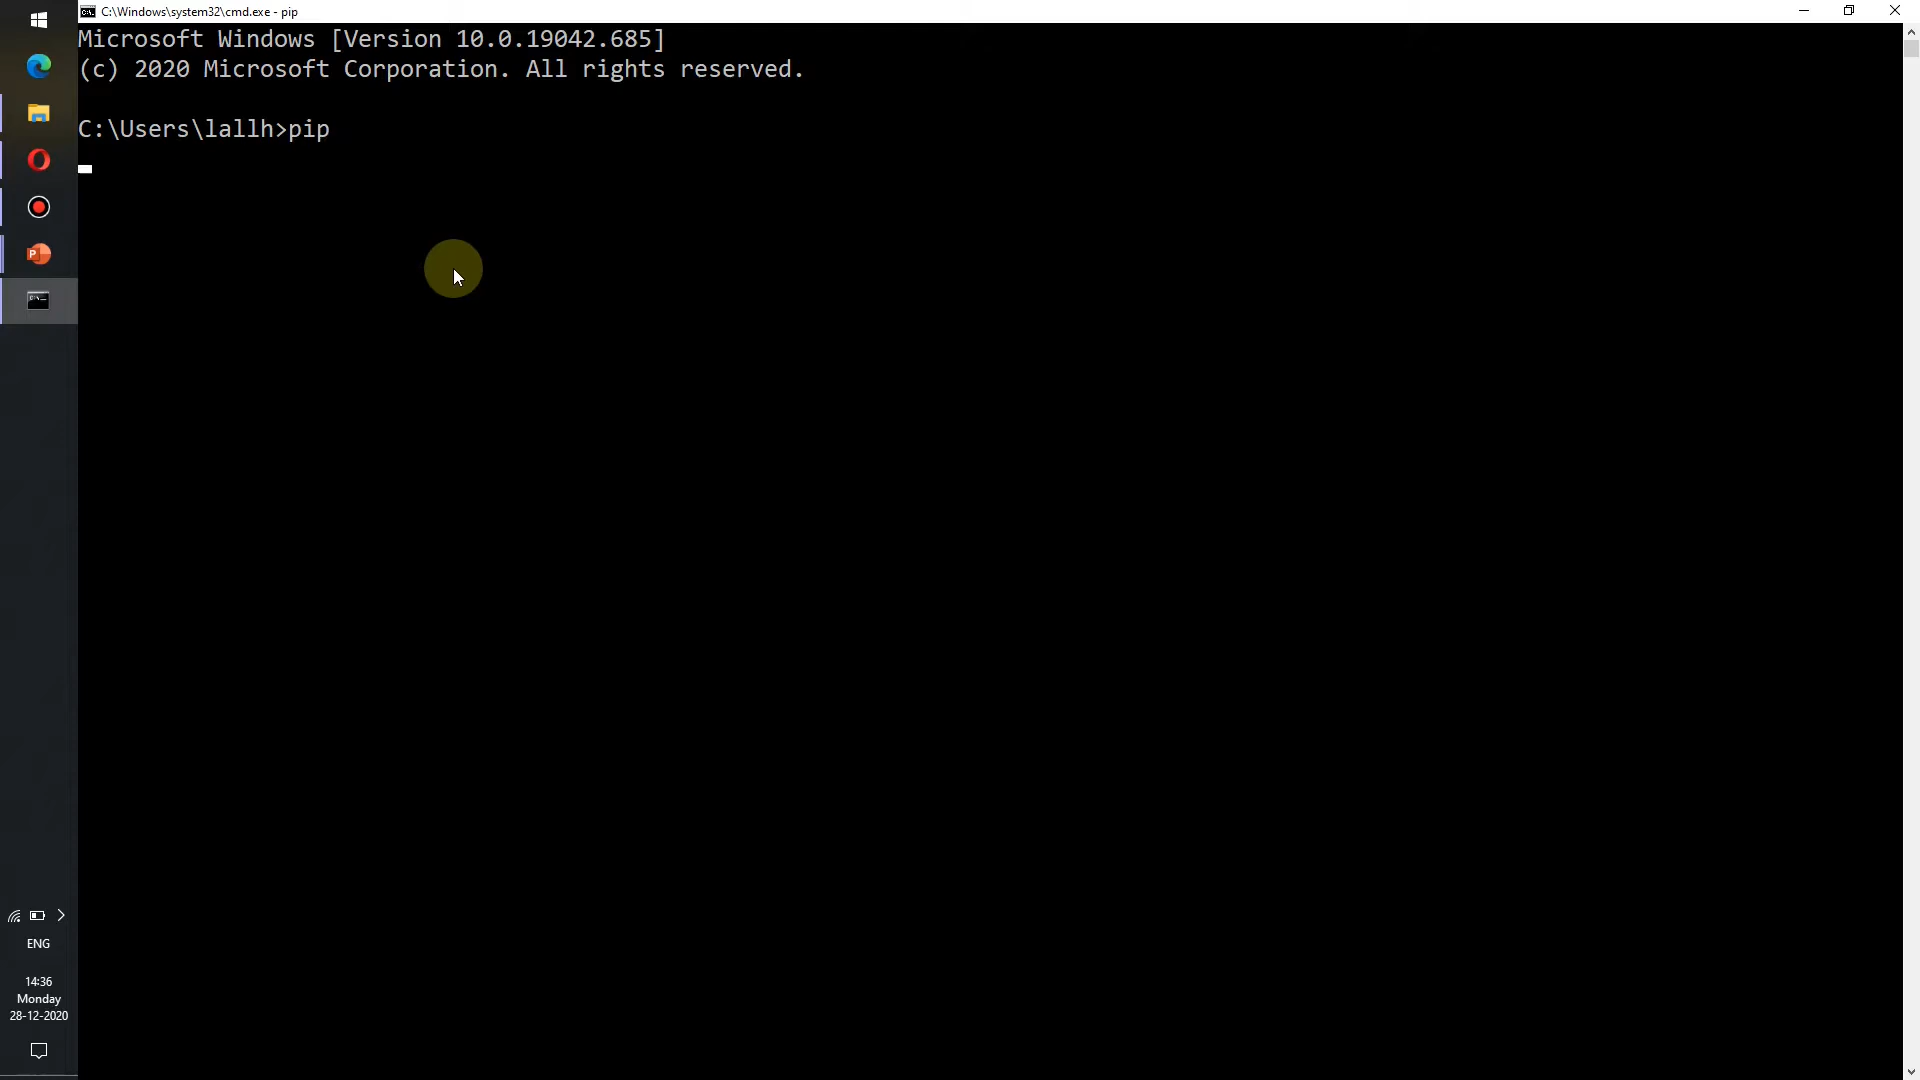 C:\Windows\system32\cmd.exe - pip
Microsoft Windows [Version 10.0.19042.685]
(c) 2020 Microsoft Corporation. All rights reserved.
C:\Users\lallh>pip
ENG
14:36
Monday
28-12-2020